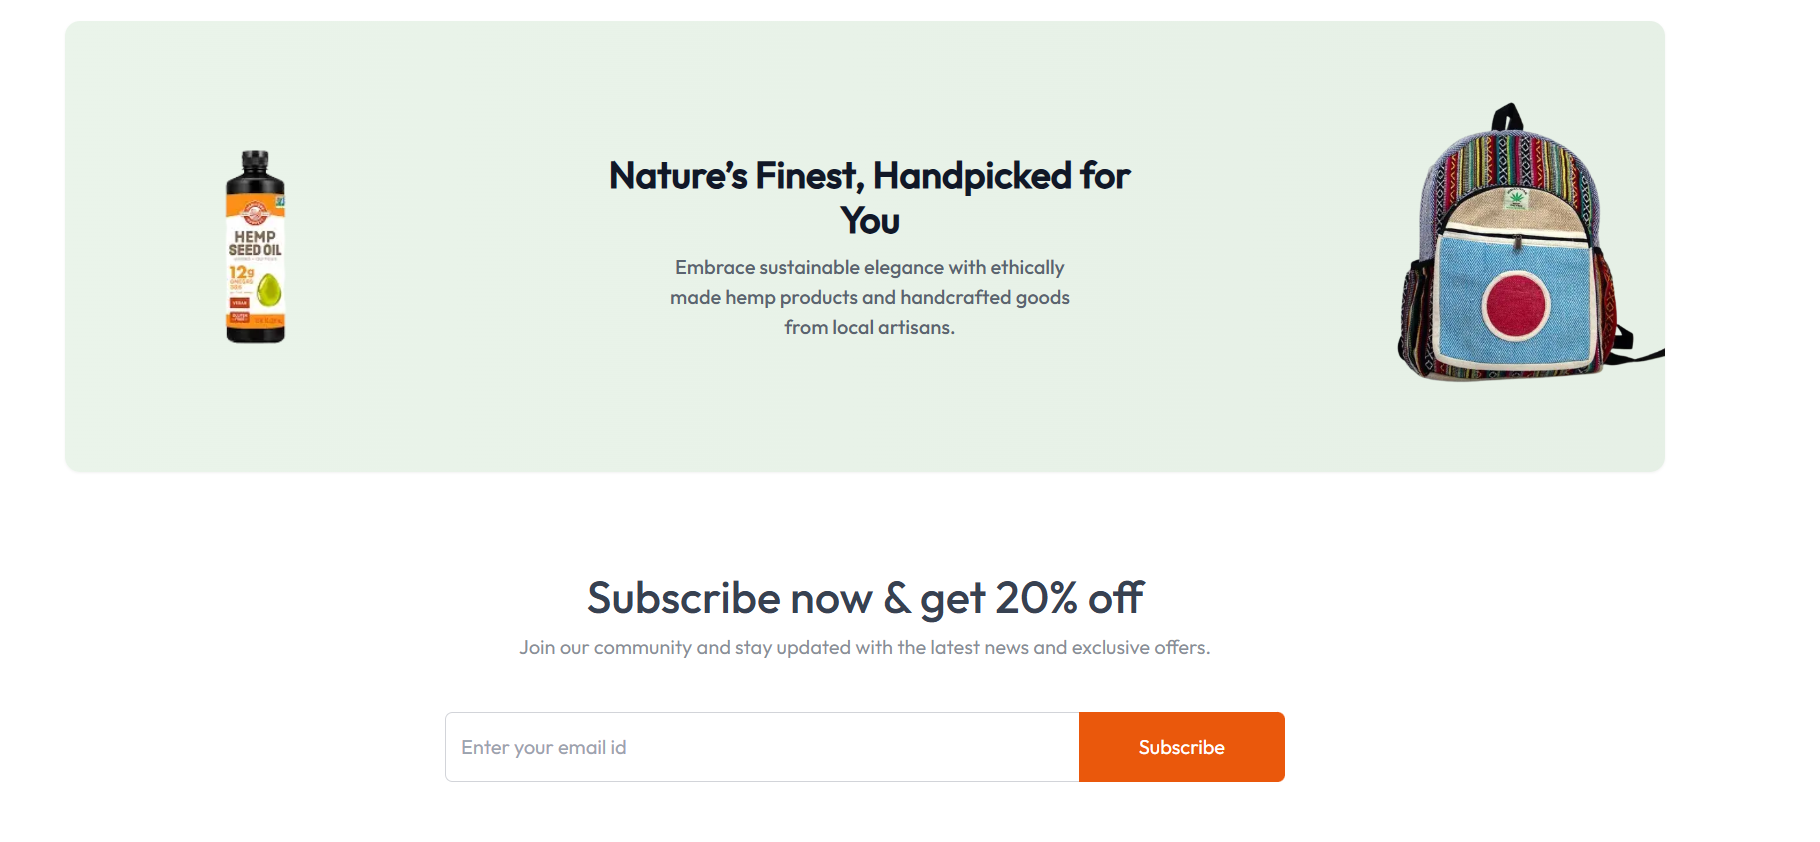 Nature’s Finest, Handpicked for
You
Embrace sustainable elegance with ethically
made hemp products and handcrafted goods
from local artisans.
HEMP
SEED OIL
12g
VEGAN
Subscribe now & get 20% off
Join our community and stay updated with the latest news and exclusive offers.
Enter your email id
Subscribe